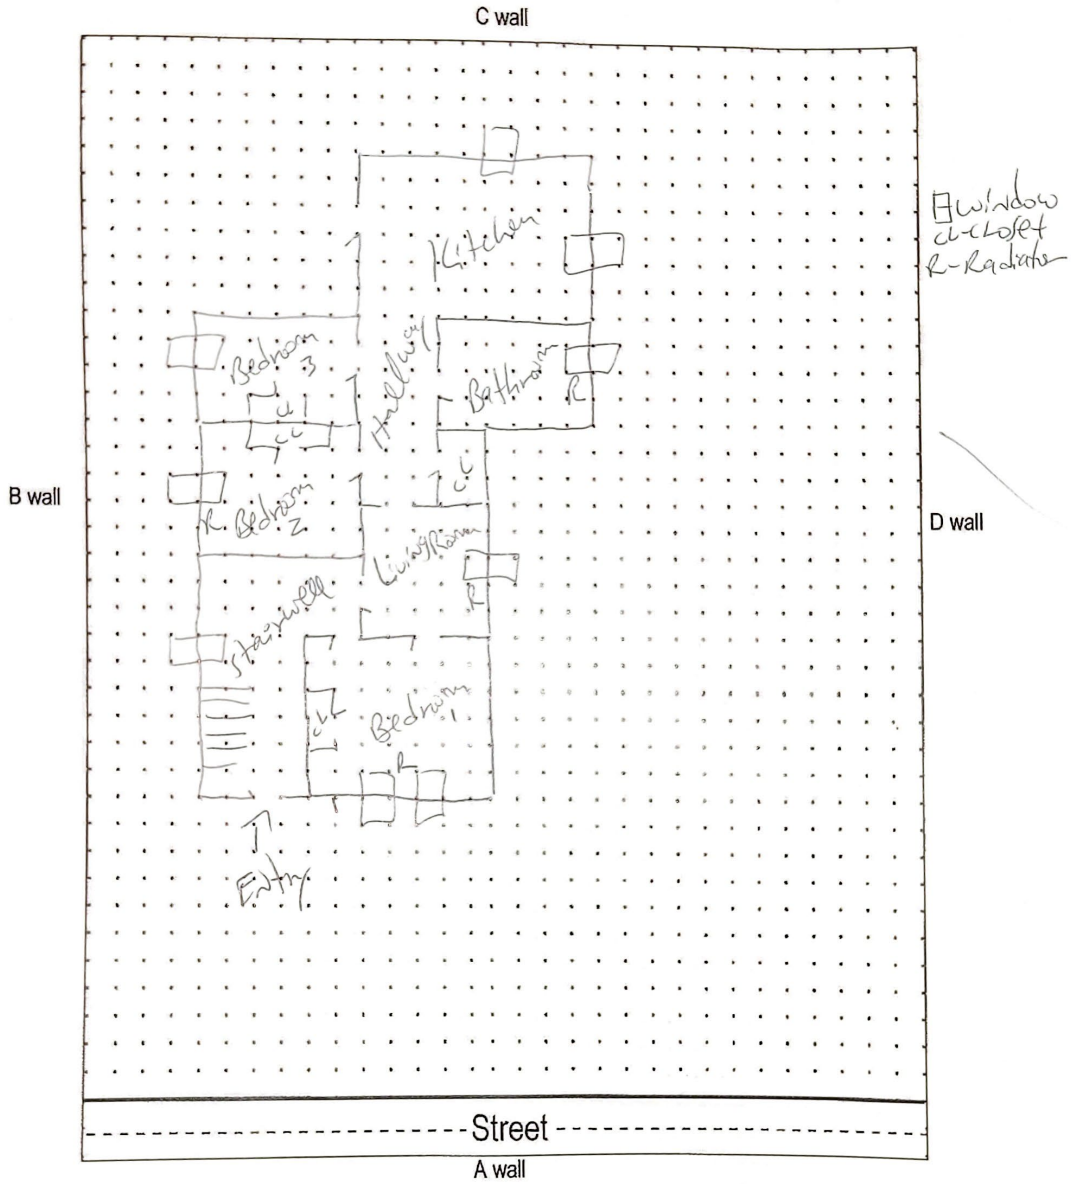 C wall
Kitchen
window
CL-Closet
R-Radiator
Hallway
Bedroom
3
Bathroom
R
CL
CL
B wall
CL
R
Bedroom
2
D wall
Living Room
R
Stairwell
CL
Bedroom
1
R
Entry
Street
A wall